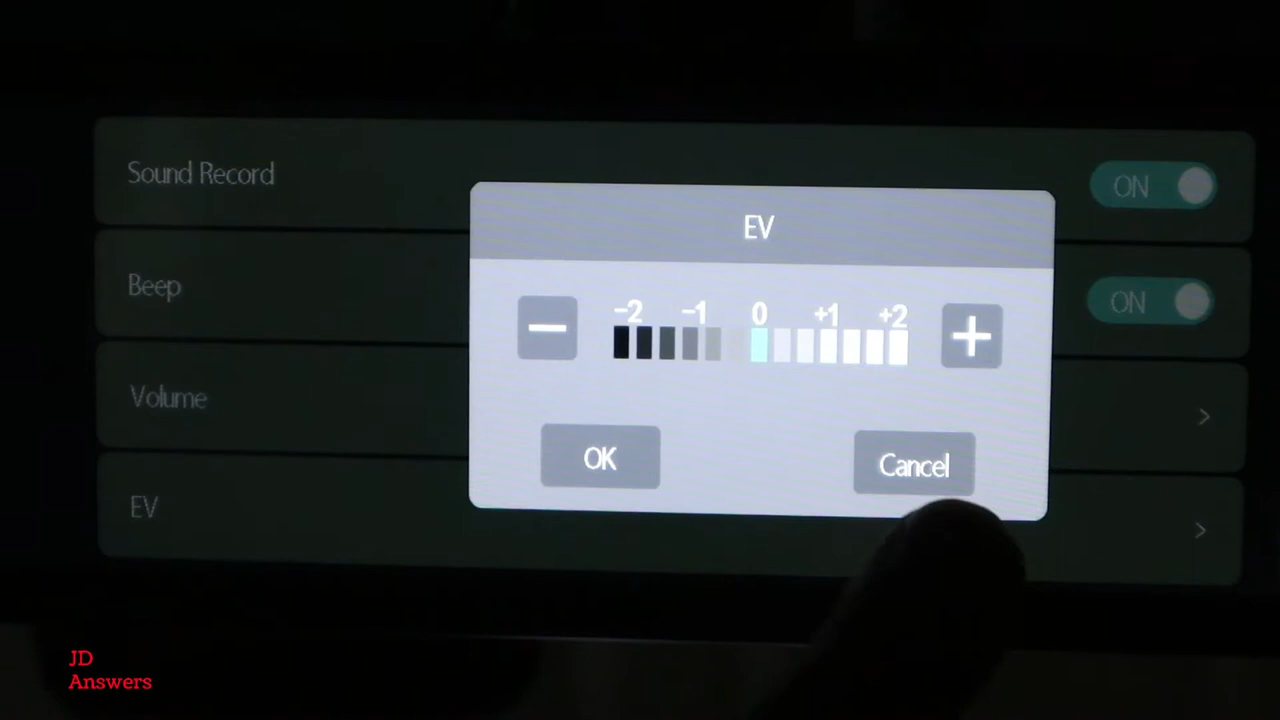 Sound Record
ON
EV
Beep
ON
−2 −1 0 +1 +2
− +
Volume
>
OK Cancel
EV
>
JD
Answers